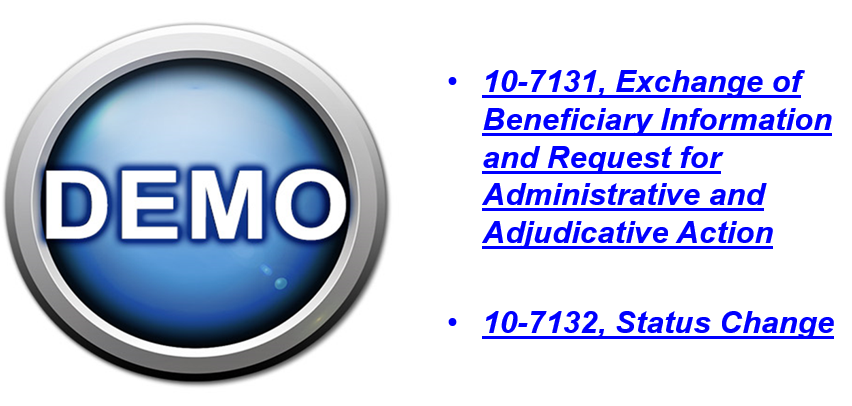 DEMO
• 10-7131, Exchange of
Beneficiary Information
and Request for
Administrative and
Adjudicative Action
• 10-7132, Status Change